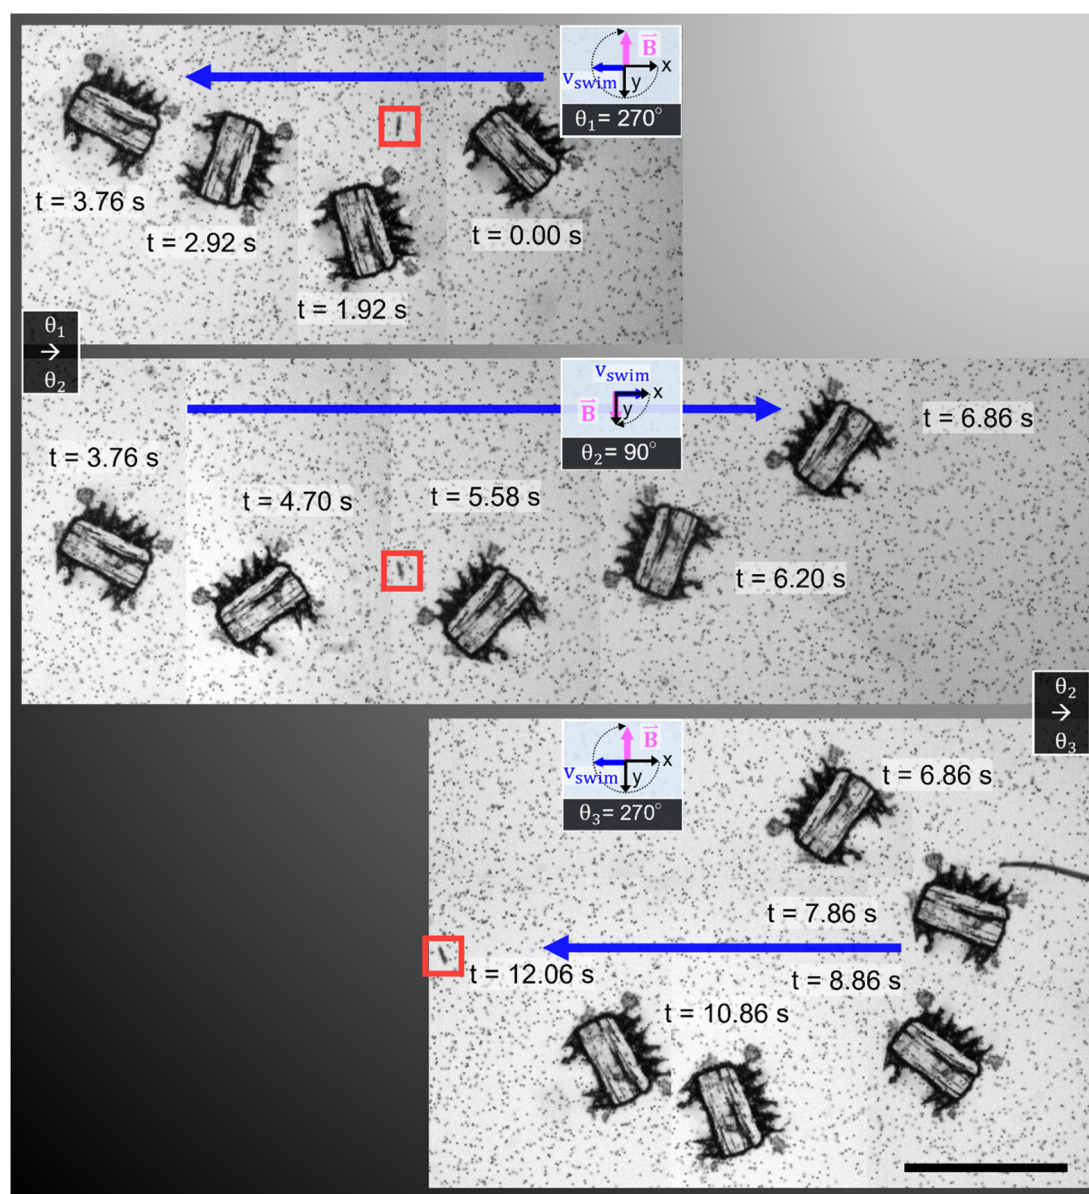 B⃗
v_swim
x
y
θ₁= 270°
t = 3.76 s
t = 2.92 s
t = 0.00 s
t = 1.92 s
θ₁
→
θ₂
v_swim
x
B⃗
y
θ₂= 90°
t = 6.86 s
t = 3.76 s
t = 4.70 s
t = 5.58 s
t = 6.20 s
θ₂
→
θ₃
B⃗
x
v_swim
y
θ₃= 270°
t = 6.86 s
t = 7.86 s
t = 12.06 s
t = 8.86 s
t = 10.86 s